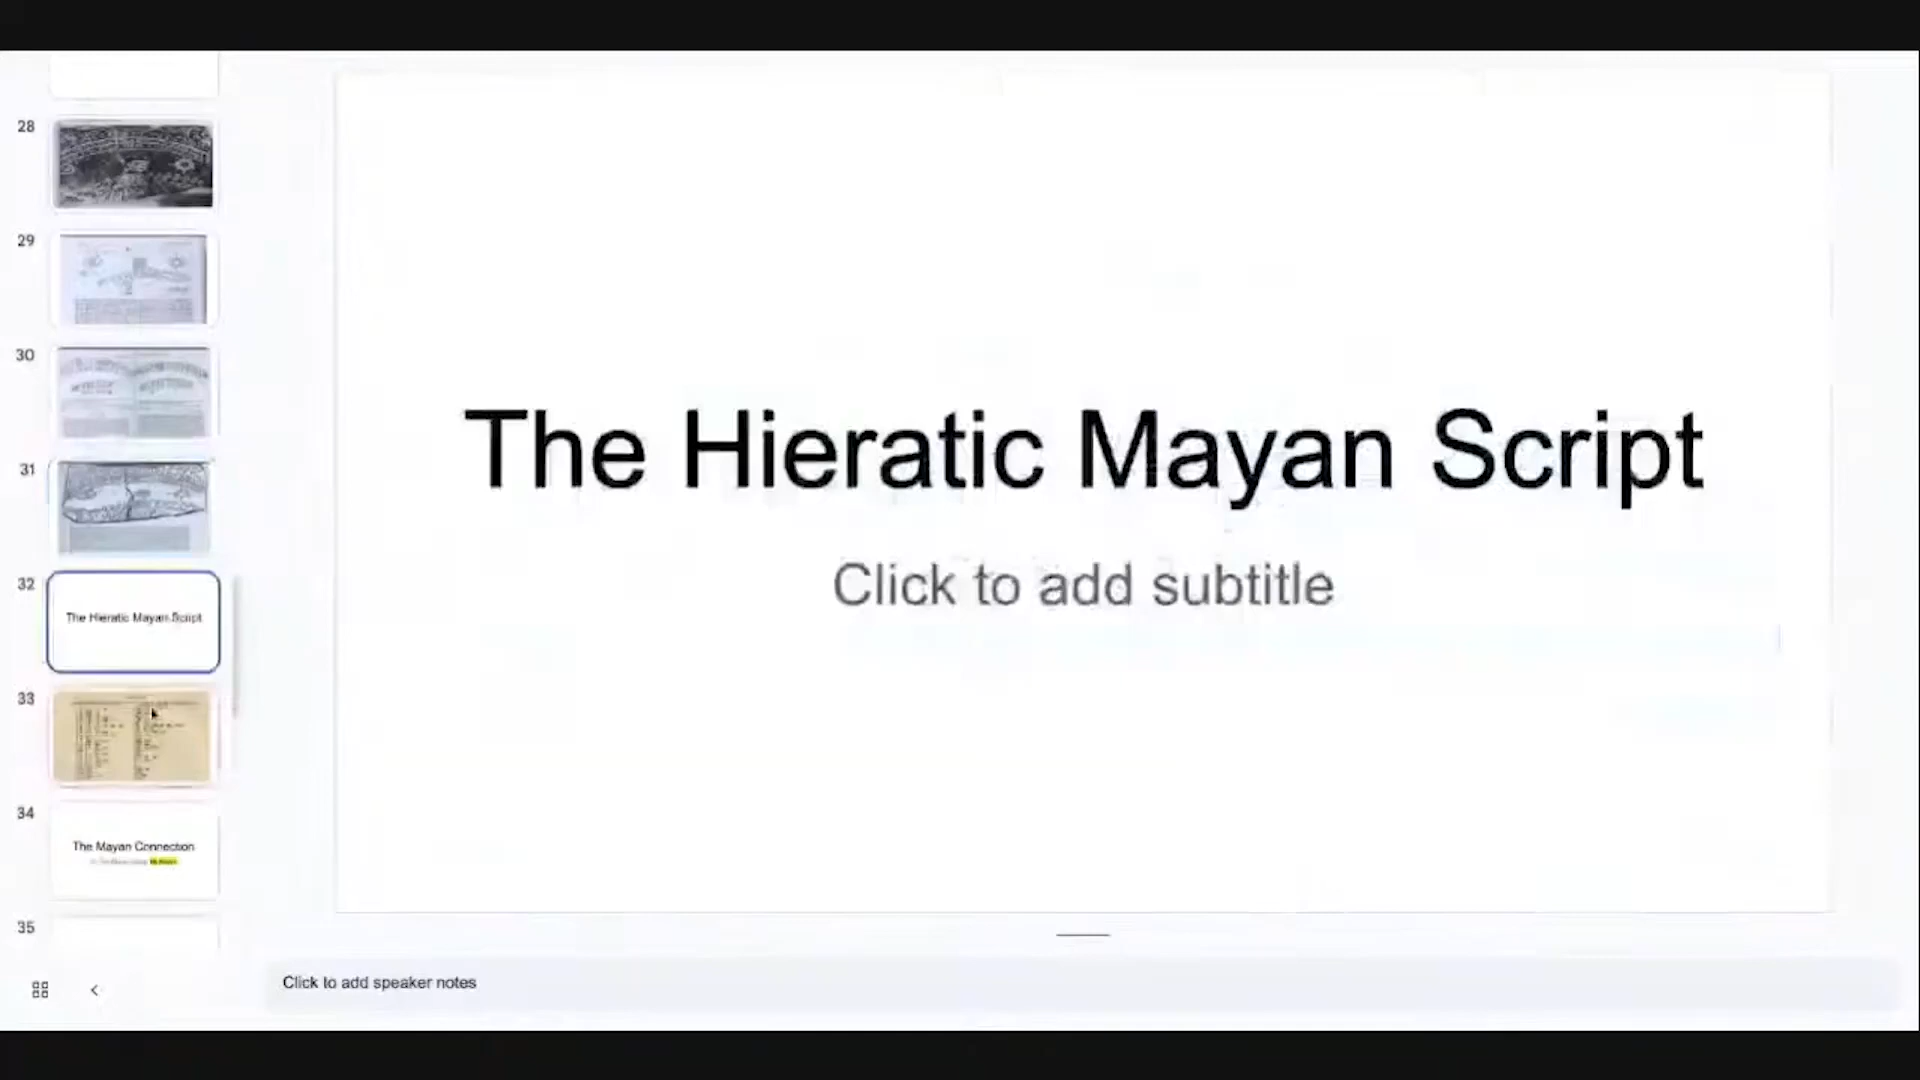 28
29
30
31
32
The Hieratic Mayan Script
33
34
The Mayan Connection
35
The Hieratic Mayan Script
Click to add subtitle
Click to add speaker notes